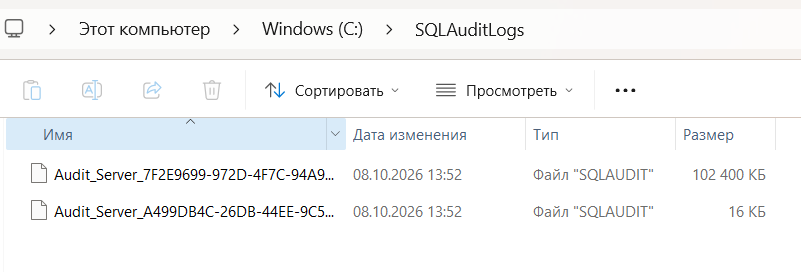 Этот компьютер > Windows (C:) > SQLAuditLogs
Сортировать Просмотреть ...
Имя Дата изменения Тип Размер
Audit_Server_7F2E9699-972D-4F7C-94A9... 08.10.2026 13:52 Файл "SQLAUDIT" 102 400 КБ
Audit_Server_A499DB4C-26DB-44EE-9C5... 08.10.2026 13:52 Файл "SQLAUDIT" 16 КБ